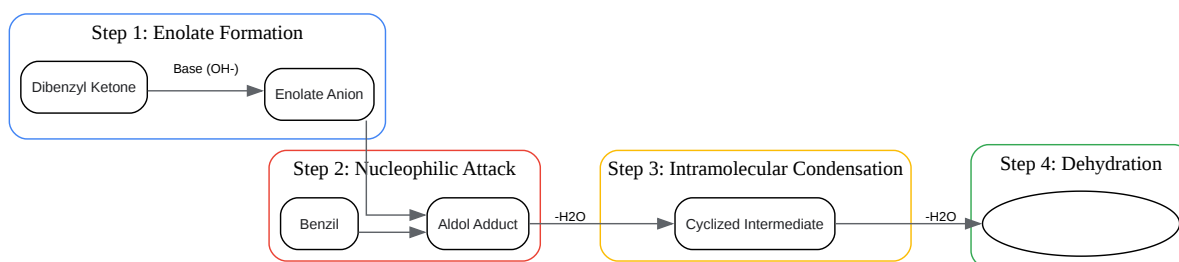 Step 1: Enolate Formation
Base (OH-)
Dibenzyl Ketone
Enolate Anion
Step 2: Nucleophilic Attack
Benzil
Aldol Adduct
-H2O
Step 3: Intramolecular Condensation
Cyclized Intermediate
-H2O
Step 4: Dehydration